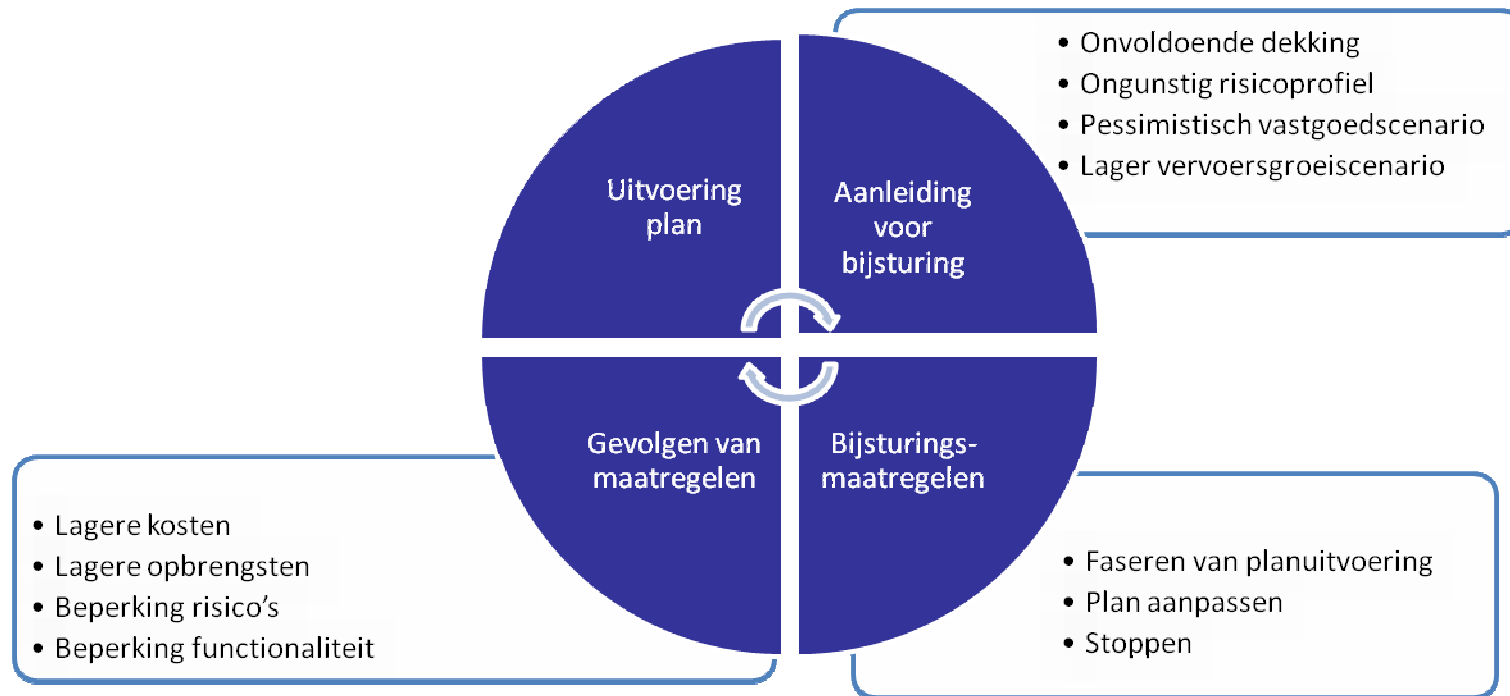 • Onvoldoende dekking
• Ongunstig risicoprofiel
• Pessimistisch vastgoedscenario
• Lager vervoersgroeiscenario
Uitvoering
plan
Aanleiding
voor
bijsturing
Gevolgen van
maatregelen
Bijsturings-
maatregelen
• Lagere kosten
• Lagere opbrengsten
• Beperking risico's
• Beperking functionaliteit
• Faseren van planuitvoering
• Plan aanpassen
• Stoppen